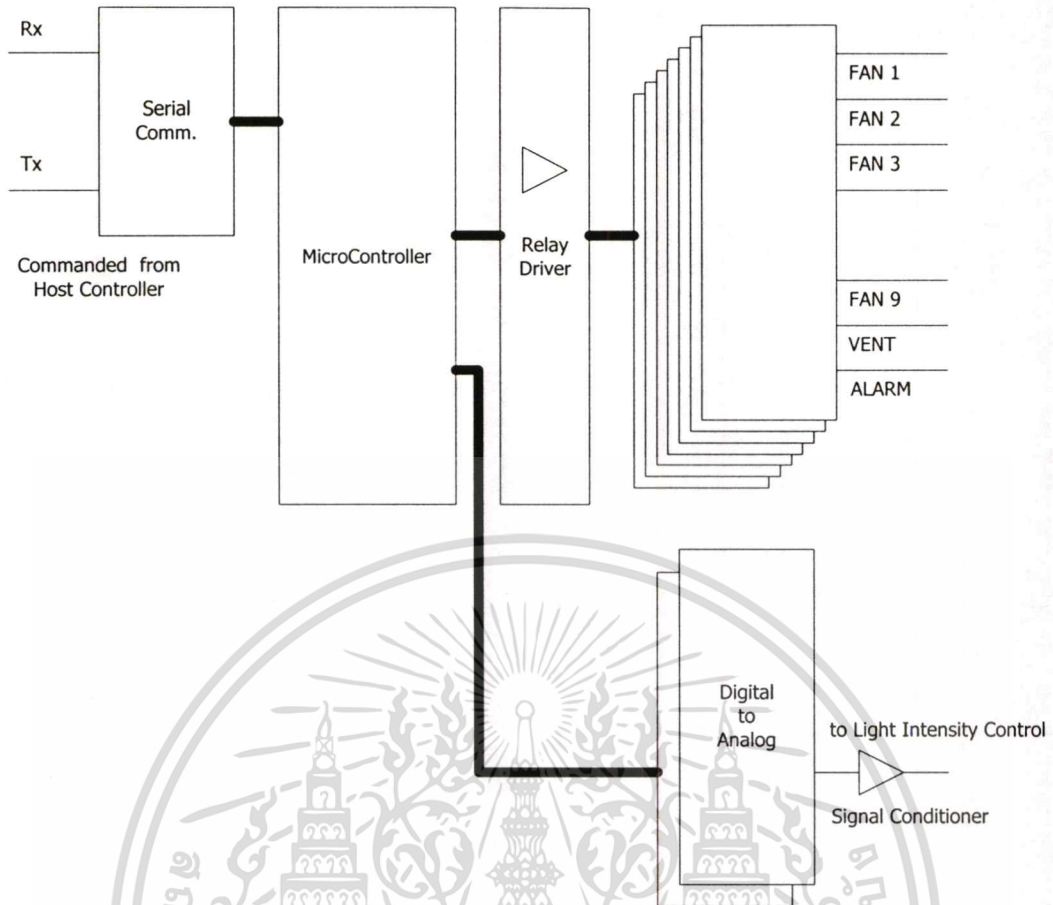 Rx
Serial
Comm.
Tx
Commanded from
Host Controller
MicroController
Relay
Driver
FAN 1
FAN 2
FAN 3
FAN 9
VENT
ALARM
Digital
to
Analog
to Light Intensity Control
Signal Conditioner